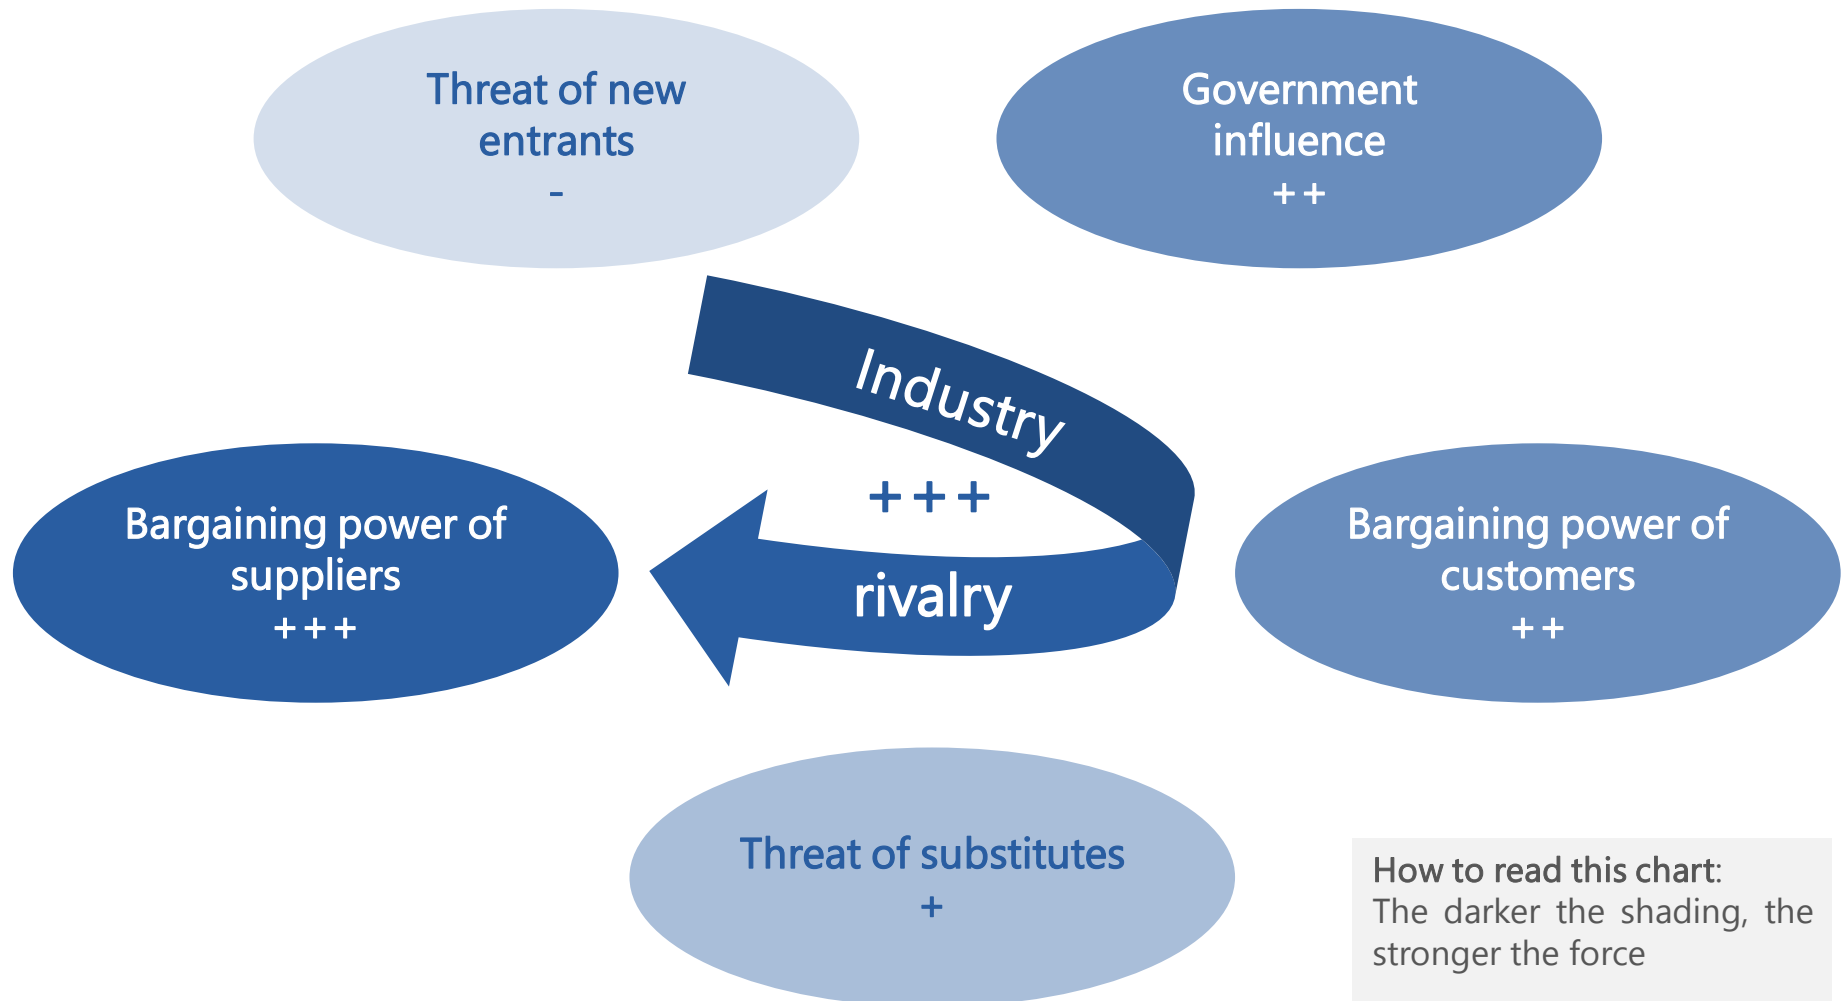 Threat of new
entrants
-
Government
influence
++
Industry
+++
rivalry
Bargaining power of
suppliers
+++
Bargaining power of
customers
++
Threat of substitutes
+
How to read this chart:
The darker the shading, the
stronger the force